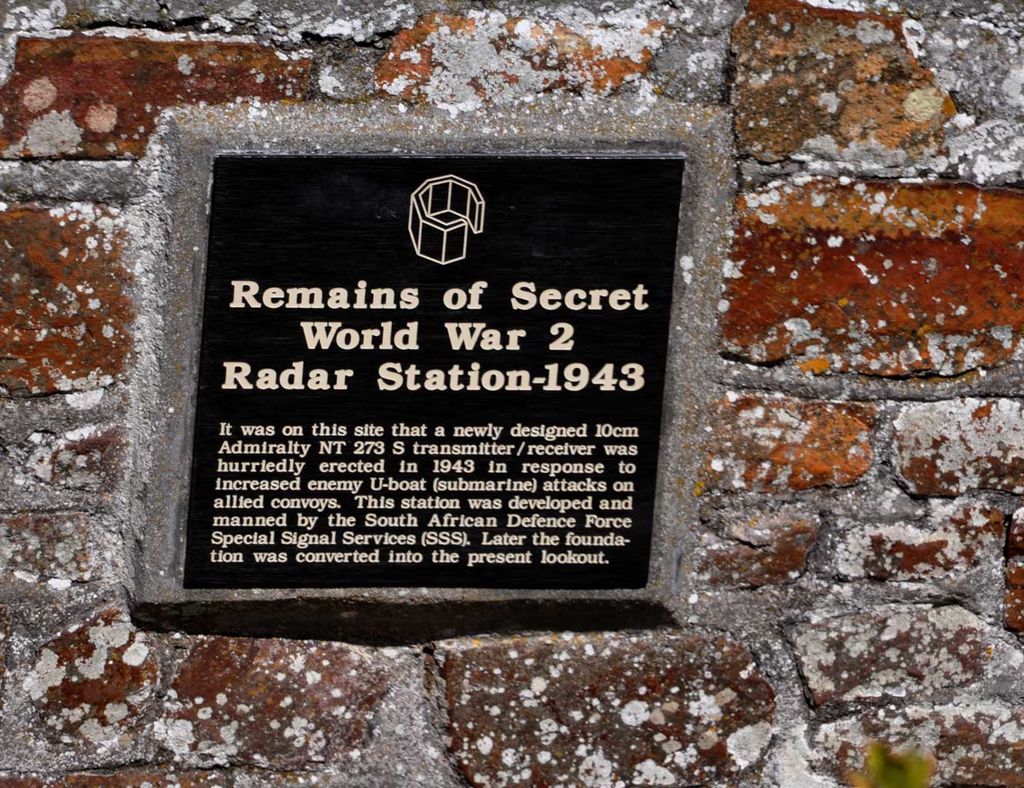 Remains of Secret
World War 2
Radar Station-1943
It was on this site that a newly designed 10cm
Admiralty NT 273 S transmitter/receiver was
hurriedly erected in 1943 in response to
increased enemy U-boat (submarine) attacks on
allied convoys. This station was developed and
manned by the South African Defence Force
Special Signal Services (SSS). Later the founda-
tion was converted into the present lookout.